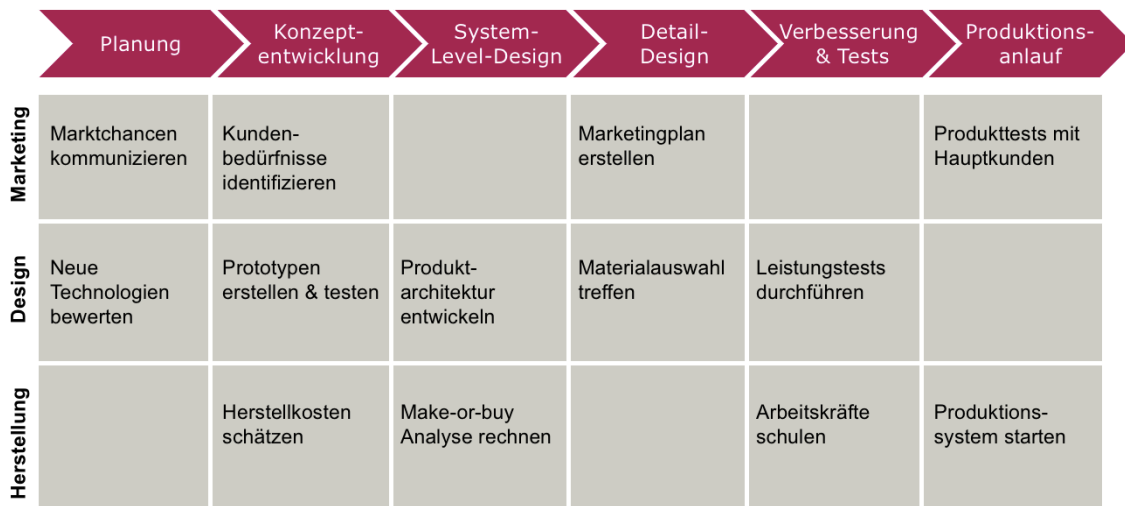 Planung
Konzept-
entwicklung
System-
Level-Design
Detail-
Design
Verbesserung
& Tests
Produktions-
anlauf
Marketing
Marktchancen
kommunizieren
Kunden-
bedürfnisse
identifizieren
Marketingplan
erstellen
Produkttests mit
Hauptkunden
Design
Neue
Technologien
bewerten
Prototypen
erstellen & testen
Produkt-
architektur
entwickeln
Materialauswahl
treffen
Leistungstests
durchführen
Herstellung
Herstellkosten
schätzen
Make-or-buy
Analyse rechnen
Arbeitskräfte
schulen
Produktions-
system starten